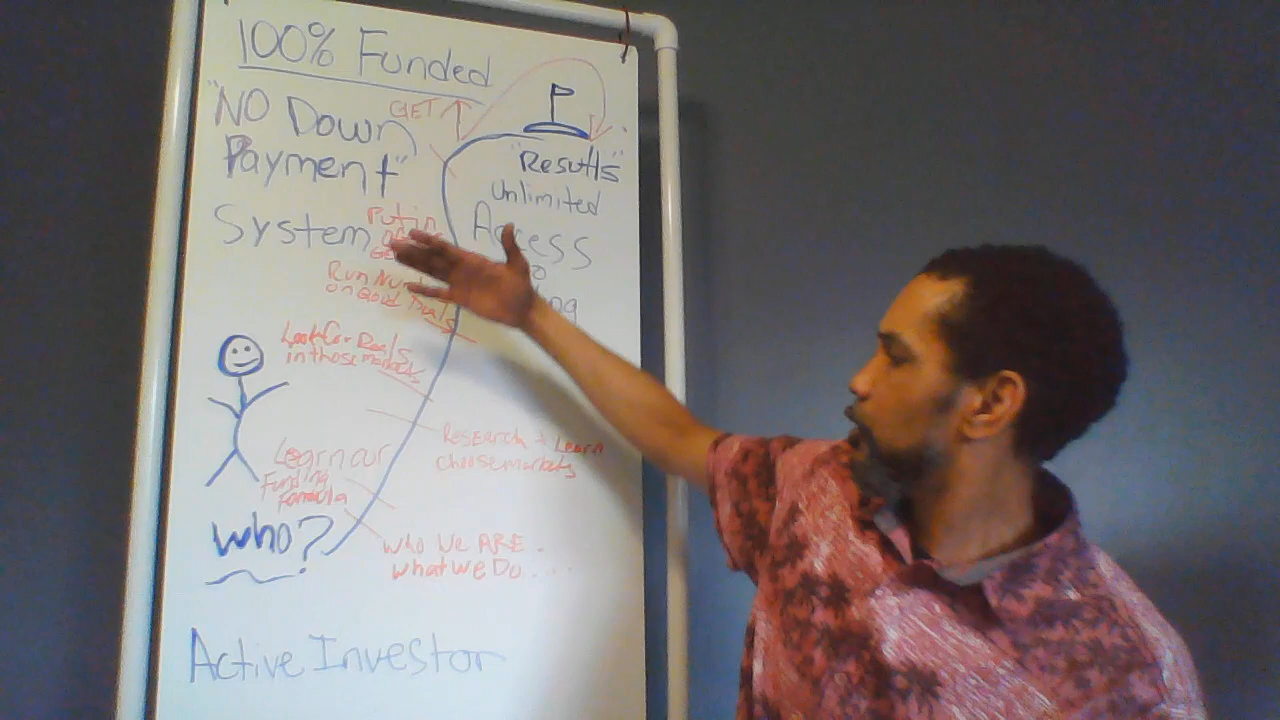 100% Funded
"NO Down
Payment"
System
GET
"Results"
Unlimited
Access
Put in
Run
on Good Deals
Look for Deals
in those markets
Research + Learn
choose markets
Learn our
Funding
formula
who?
who we ARE.
what we Do.....
Active Investor